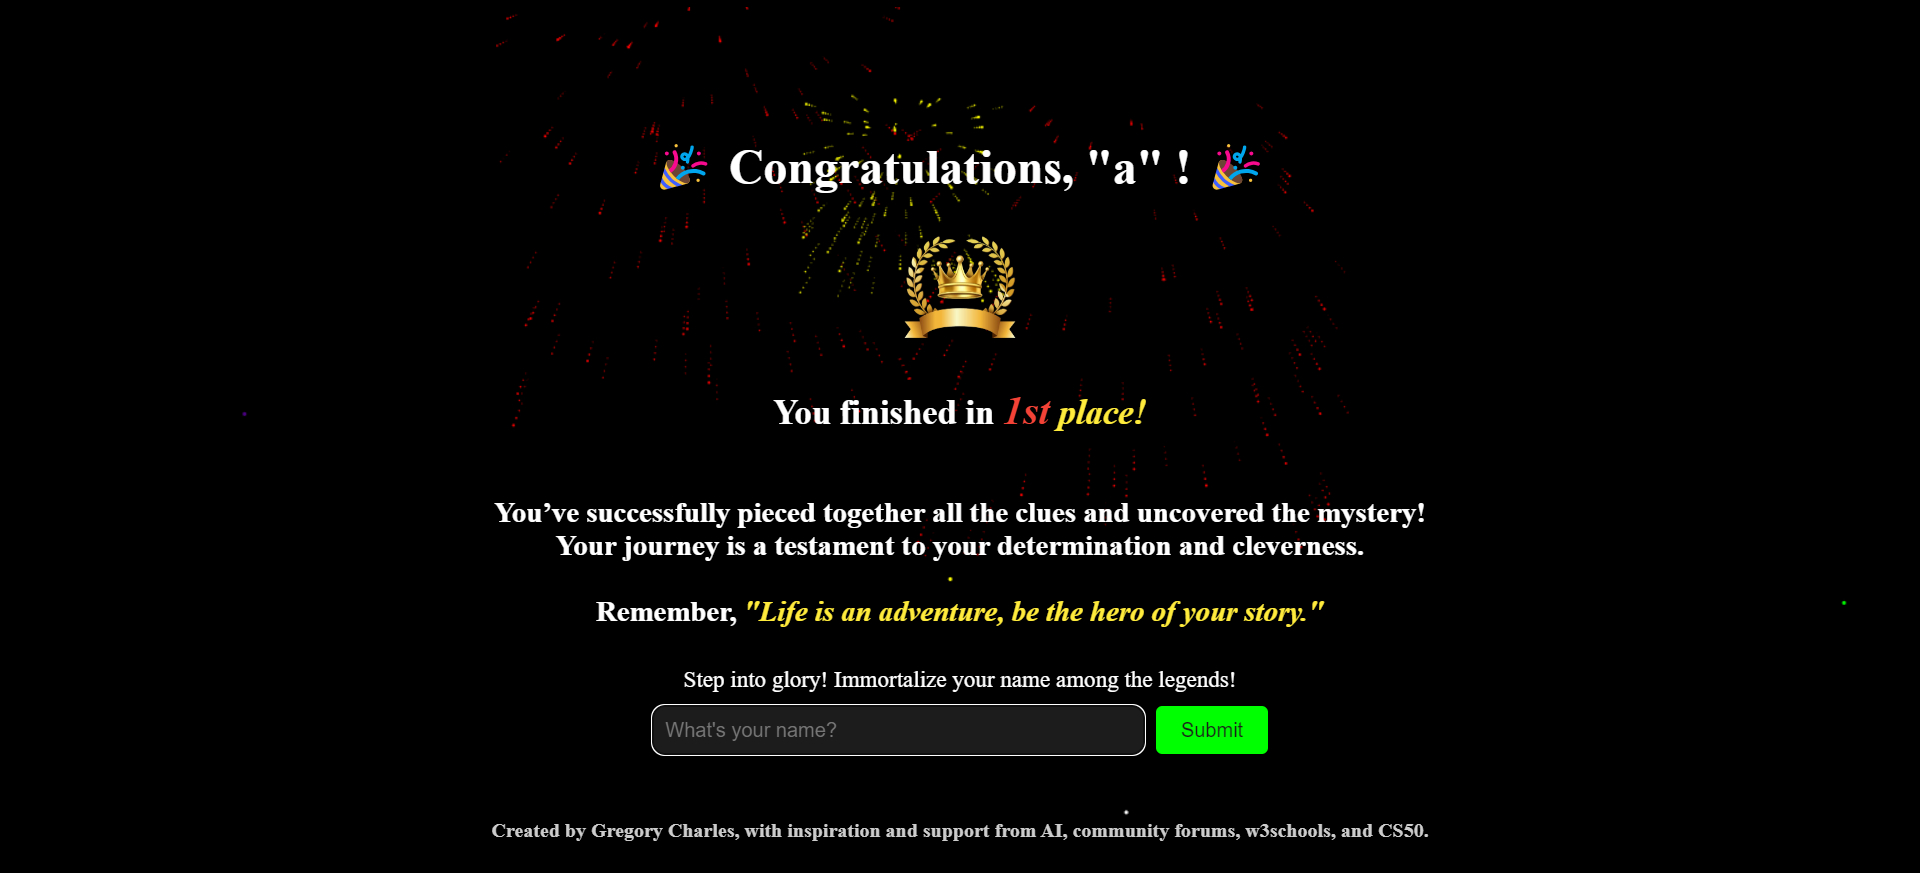 🎉 Congratulations, "a" ! 🎉
You finished in 1st place!
You’ve successfully pieced together all the clues and uncovered the mystery!
Your journey is a testament to your determination and cleverness.
Remember, "Life is an adventure, be the hero of your story."
Step into glory! Immortalize your name among the legends!
What's your name? Submit
Created by Gregory Charles, with inspiration and support from AI, community forums, w3schools, and CS50.